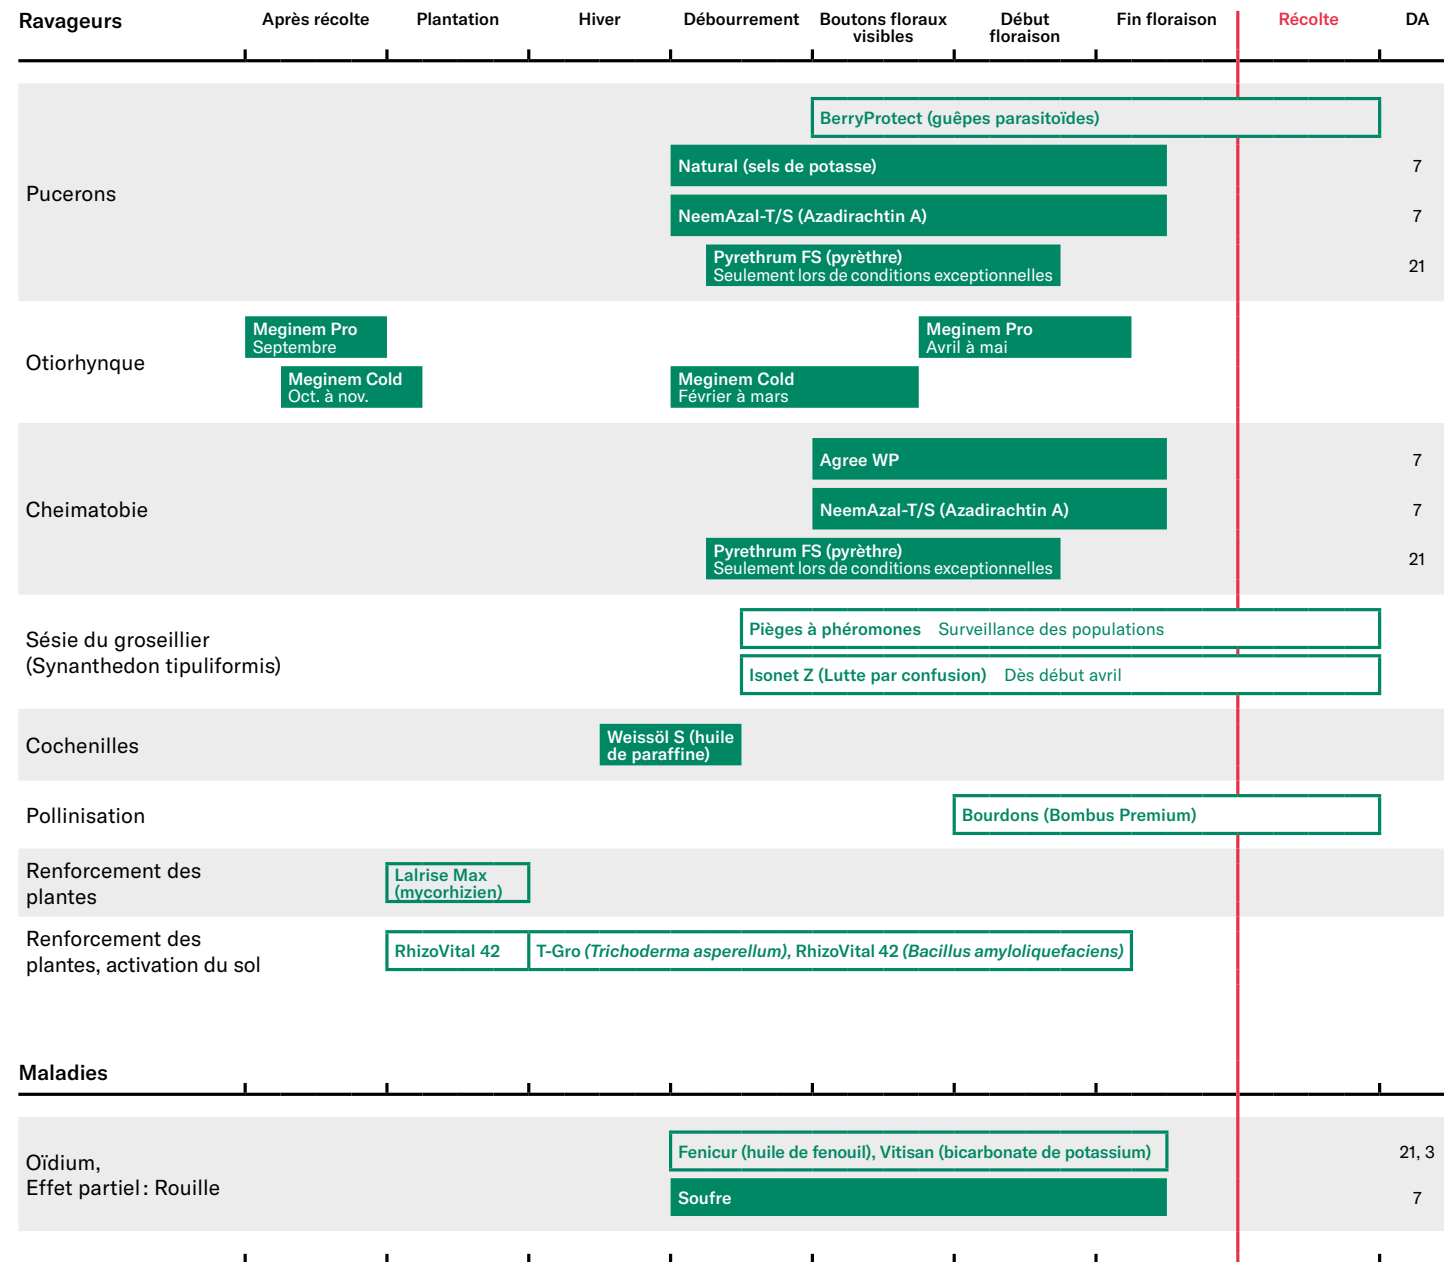 Ravageurs
Après récolte
Plantation
Hiver
Débourrement
Boutons floraux
visibles
Début
floraison
Fin floraison
Récolte
DA
Pucerons
BerryProtect (guêpes parasitoïdes)
Natural (sels de potasse)
7
NeemAzal-T/S (Azadirachtin A)
7
Pyrethrum FS (pyrèthre)
Seulement lors de conditions exceptionnelles
21
Otiorhynque
Meginem Pro
Septembre
Meginem Pro
Avril à mai
Meginem Cold
Oct. à nov.
Meginem Cold
Février à mars
Cheimatobie
Agree WP
7
NeemAzal-T/S (Azadirachtin A)
7
Pyrethrum FS (pyrèthre)
Seulement lors de conditions exceptionnelles
21
Sésie du groseillier
(Synanthedon tipuliformis)
Pièges à phéromones Surveillance des populations
Isonet Z (Lutte par confusion) Dès début avril
Cochenilles
Weissöl S (huile
de paraffine)
Pollinisation
Bourdons (Bombus Premium)
Renforcement des
plantes
Lalrise Max
(mycorhizien)
Renforcement des
plantes, activation du sol
RhizoVital 42
T-Gro (Trichoderma asperellum), RhizoVital 42 (Bacillus amyloliquefaciens)
Maladies
Oïdium,
Effet partiel : Rouille
Fenicur (huile de fenouil), Vitisan (bicarbonate de potassium)
21, 3
Soufre
7